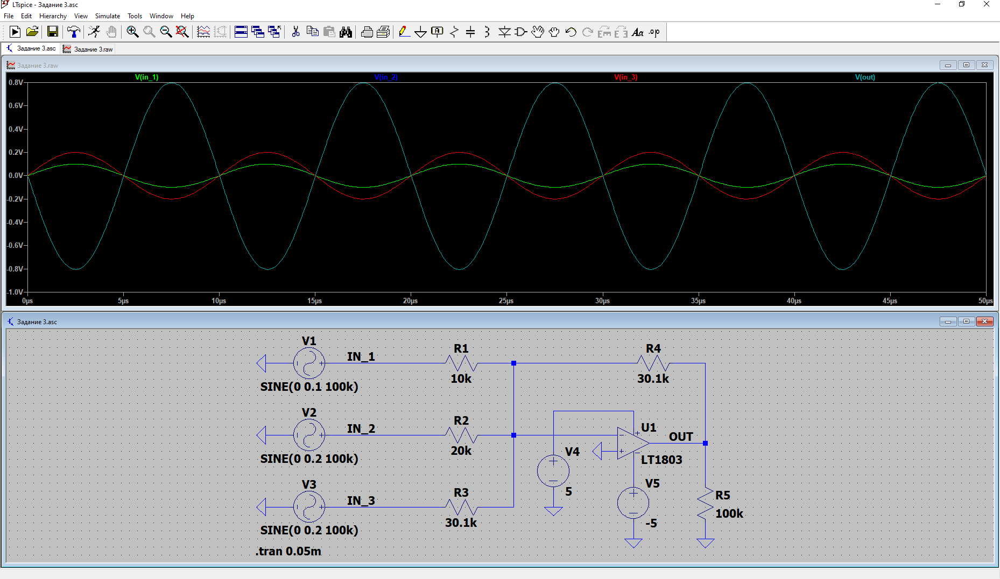 LTspice - Задание 3.asc
File Edit Hierarchy View Simulate Tools Window Help
.op
Задание 3.asc Задание 3.raw
Задание 3.raw
V(in_1) V(in_2) V(in_3) V(out)
0.8V
0.6V
0.4V
0.2V
0.0V
-0.2V
-0.4V
-0.6V
-0.8V
-1.0V
0µs 5µs 10µs 15µs 20µs 25µs 30µs 35µs 40µs 45µs 50µs
Задание 3.asc
V1
IN_1
R1
R4
SINE(0 0.1 100k)
10k
30.1k
V2
IN_2
R2
U1
OUT
SINE(0 0.2 100k)
20k
V4
LT1803
V3
IN_3
R3
5
V5
R5
SINE(0 0.2 100k)
30.1k
-5
100k
.tran 0.05m